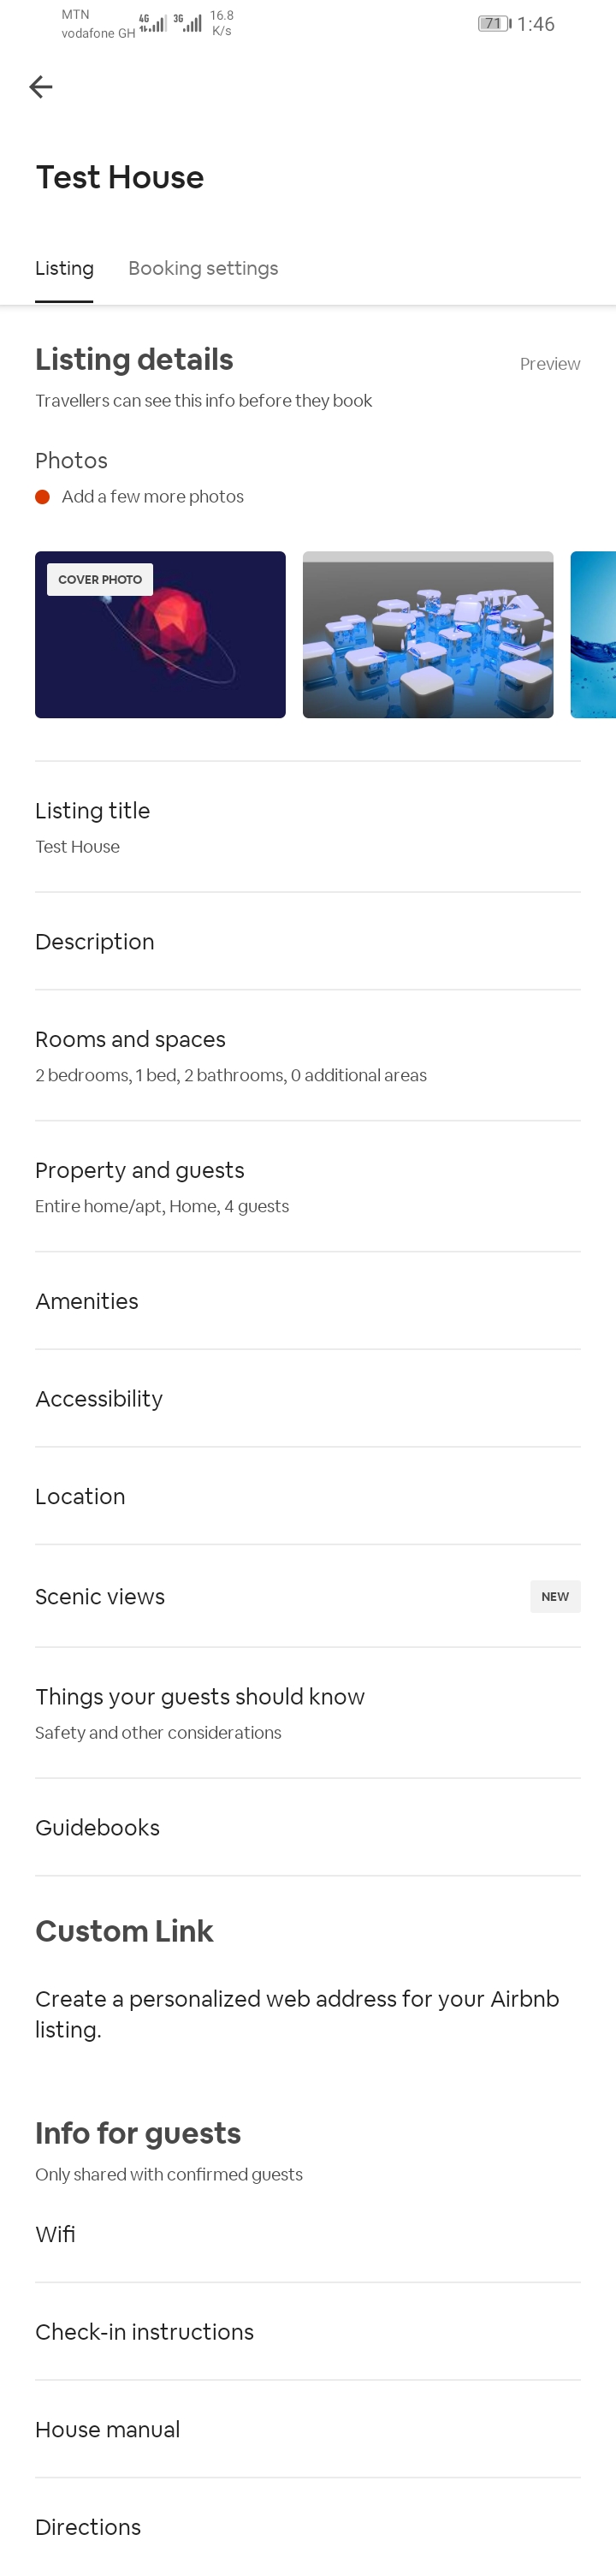 MTN
vodafone GH
4G
3G
16.8
K/s
71
1:46
Test House
Listing
Booking settings
Listing details
Preview
Travellers can see this info before they book
Photos
Add a few more photos
COVER PHOTO
Listing title
Test House
Description
Rooms and spaces
2 bedrooms, 1 bed, 2 bathrooms, 0 additional areas
Property and guests
Entire home/apt, Home, 4 guests
Amenities
Accessibility
Location
Scenic views
NEW
Things your guests should know
Safety and other considerations
Guidebooks
Custom Link
Create a personalized web address for your Airbnb
listing.
Info for guests
Only shared with confirmed guests
Wifi
Check-in instructions
House manual
Directions